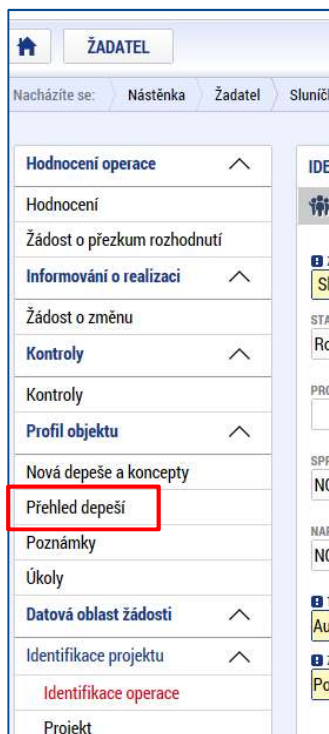 ŽADATEL
Nacházíte se: Nástěnka Žadatel
Hodnocení operace
Hodnocení
Žádost o přezkum rozhodnutí
Informování o realizaci
Žádost o změnu
Kontroly
Kontroly
Profil objektu
Nová depeše a koncepty
Přehled depeší
Poznámky
Úkoly
Datová oblast žádosti
Identifikace projektu
Identifikace operace
Projekt